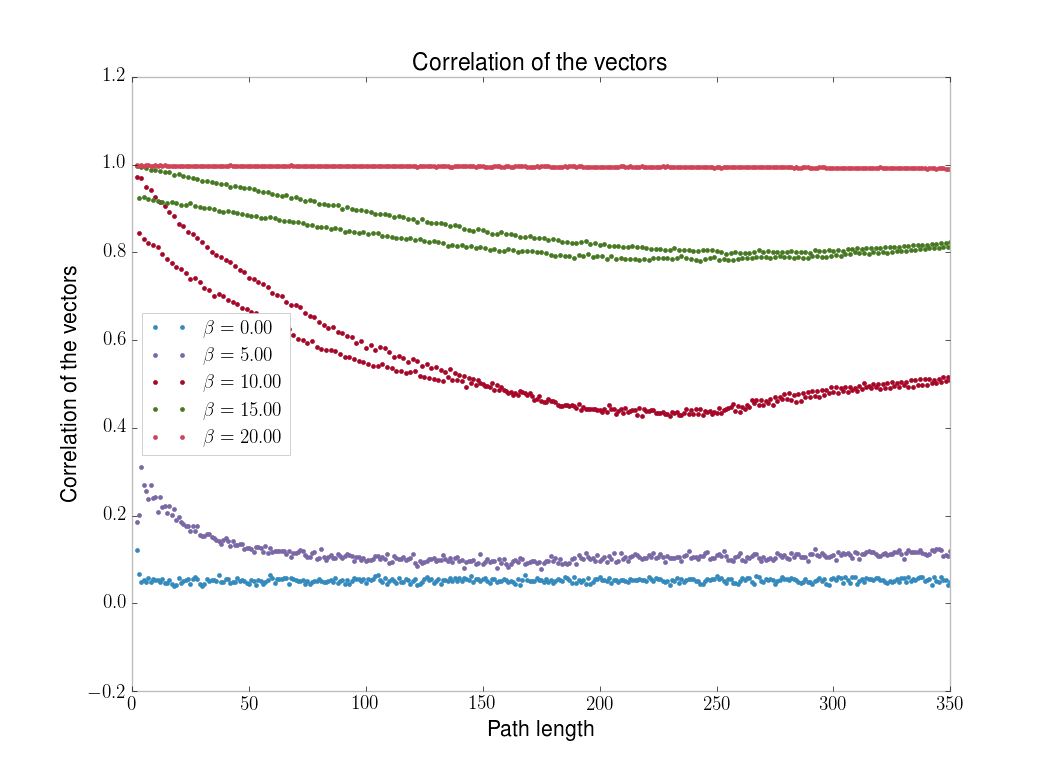 Correlation of the vectors
1.2
1.0
0.8
0.6
0.4
0.2
0.0
−0.2
Correlation of the vectors
β = 0.00
β = 5.00
β = 10.00
β = 15.00
β = 20.00
0 50 100 150 200 250 300 350
Path length